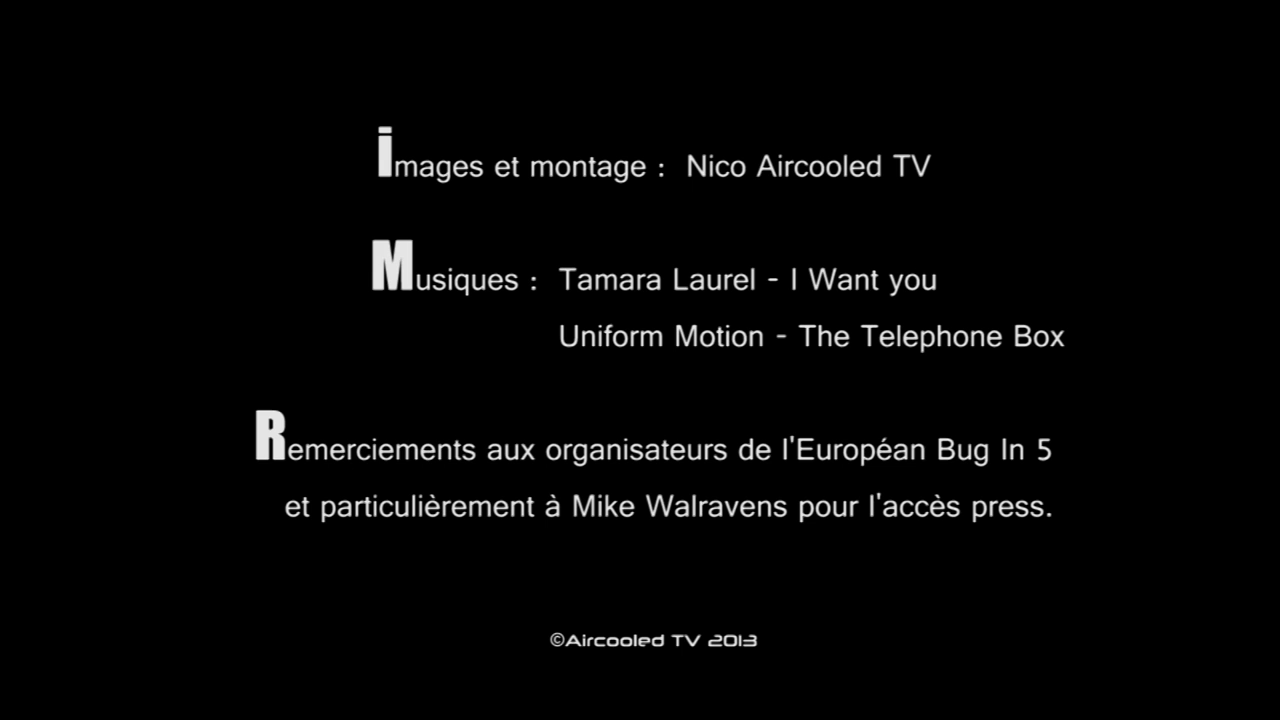 images et montage : Nico Aircooled TV
Musiques : Tamara Laurel - I Want you
Uniform Motion - The Telephone Box
Remerciements aux organisateurs de l'Européan Bug In 5
et particulièrement à Mike Walravens pour l'accès press.
©Aircooled TV 2013